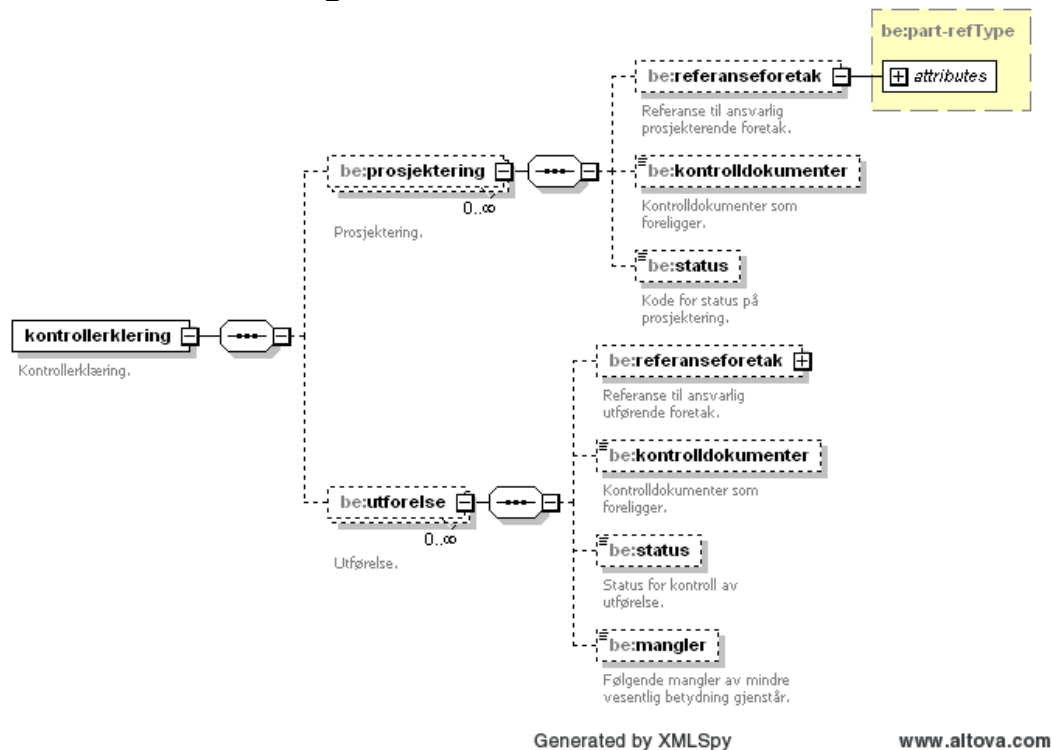 be:part-refType
be:referanseforetak
attributes
Referanse til ansvarlig
prosjekterende foretak.
be:prosjektering
0..∞
Prosjektering.
be:kontrolldokumenter
Kontrolldokumenter som
foreligger.
be:status
Kode for status på
prosjektering.
kontrollerklering
Kontrollerklæring.
be:referanseforetak
Referanse til ansvarlig
utførende foretak.
be:kontrolldokumenter
Kontrolldokumenter som
foreligger.
be:utforelse
0..∞
Utførelse.
be:status
Status for kontroll av
utførelse.
be:mangler
Følgende mangler av mindre
vesentlig betydning gjenstår.
Generated by XMLSpy
www.altova.com